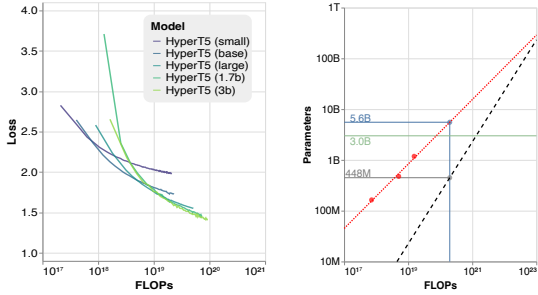 4.0
3.5
3.0
2.5
2.0
1.5
1.0
Loss
Model
HyperT5 (small)
HyperT5 (base)
HyperT5 (large)
HyperT5 (1.7b)
HyperT5 (3b)
10^17
10^18
10^19
10^20
10^21
FLOPs
1T
100B
10B
1B
100M
10M
Parameters
5.6B
3.0B
448M
10^17
10^19
10^21
10^23
FLOPs